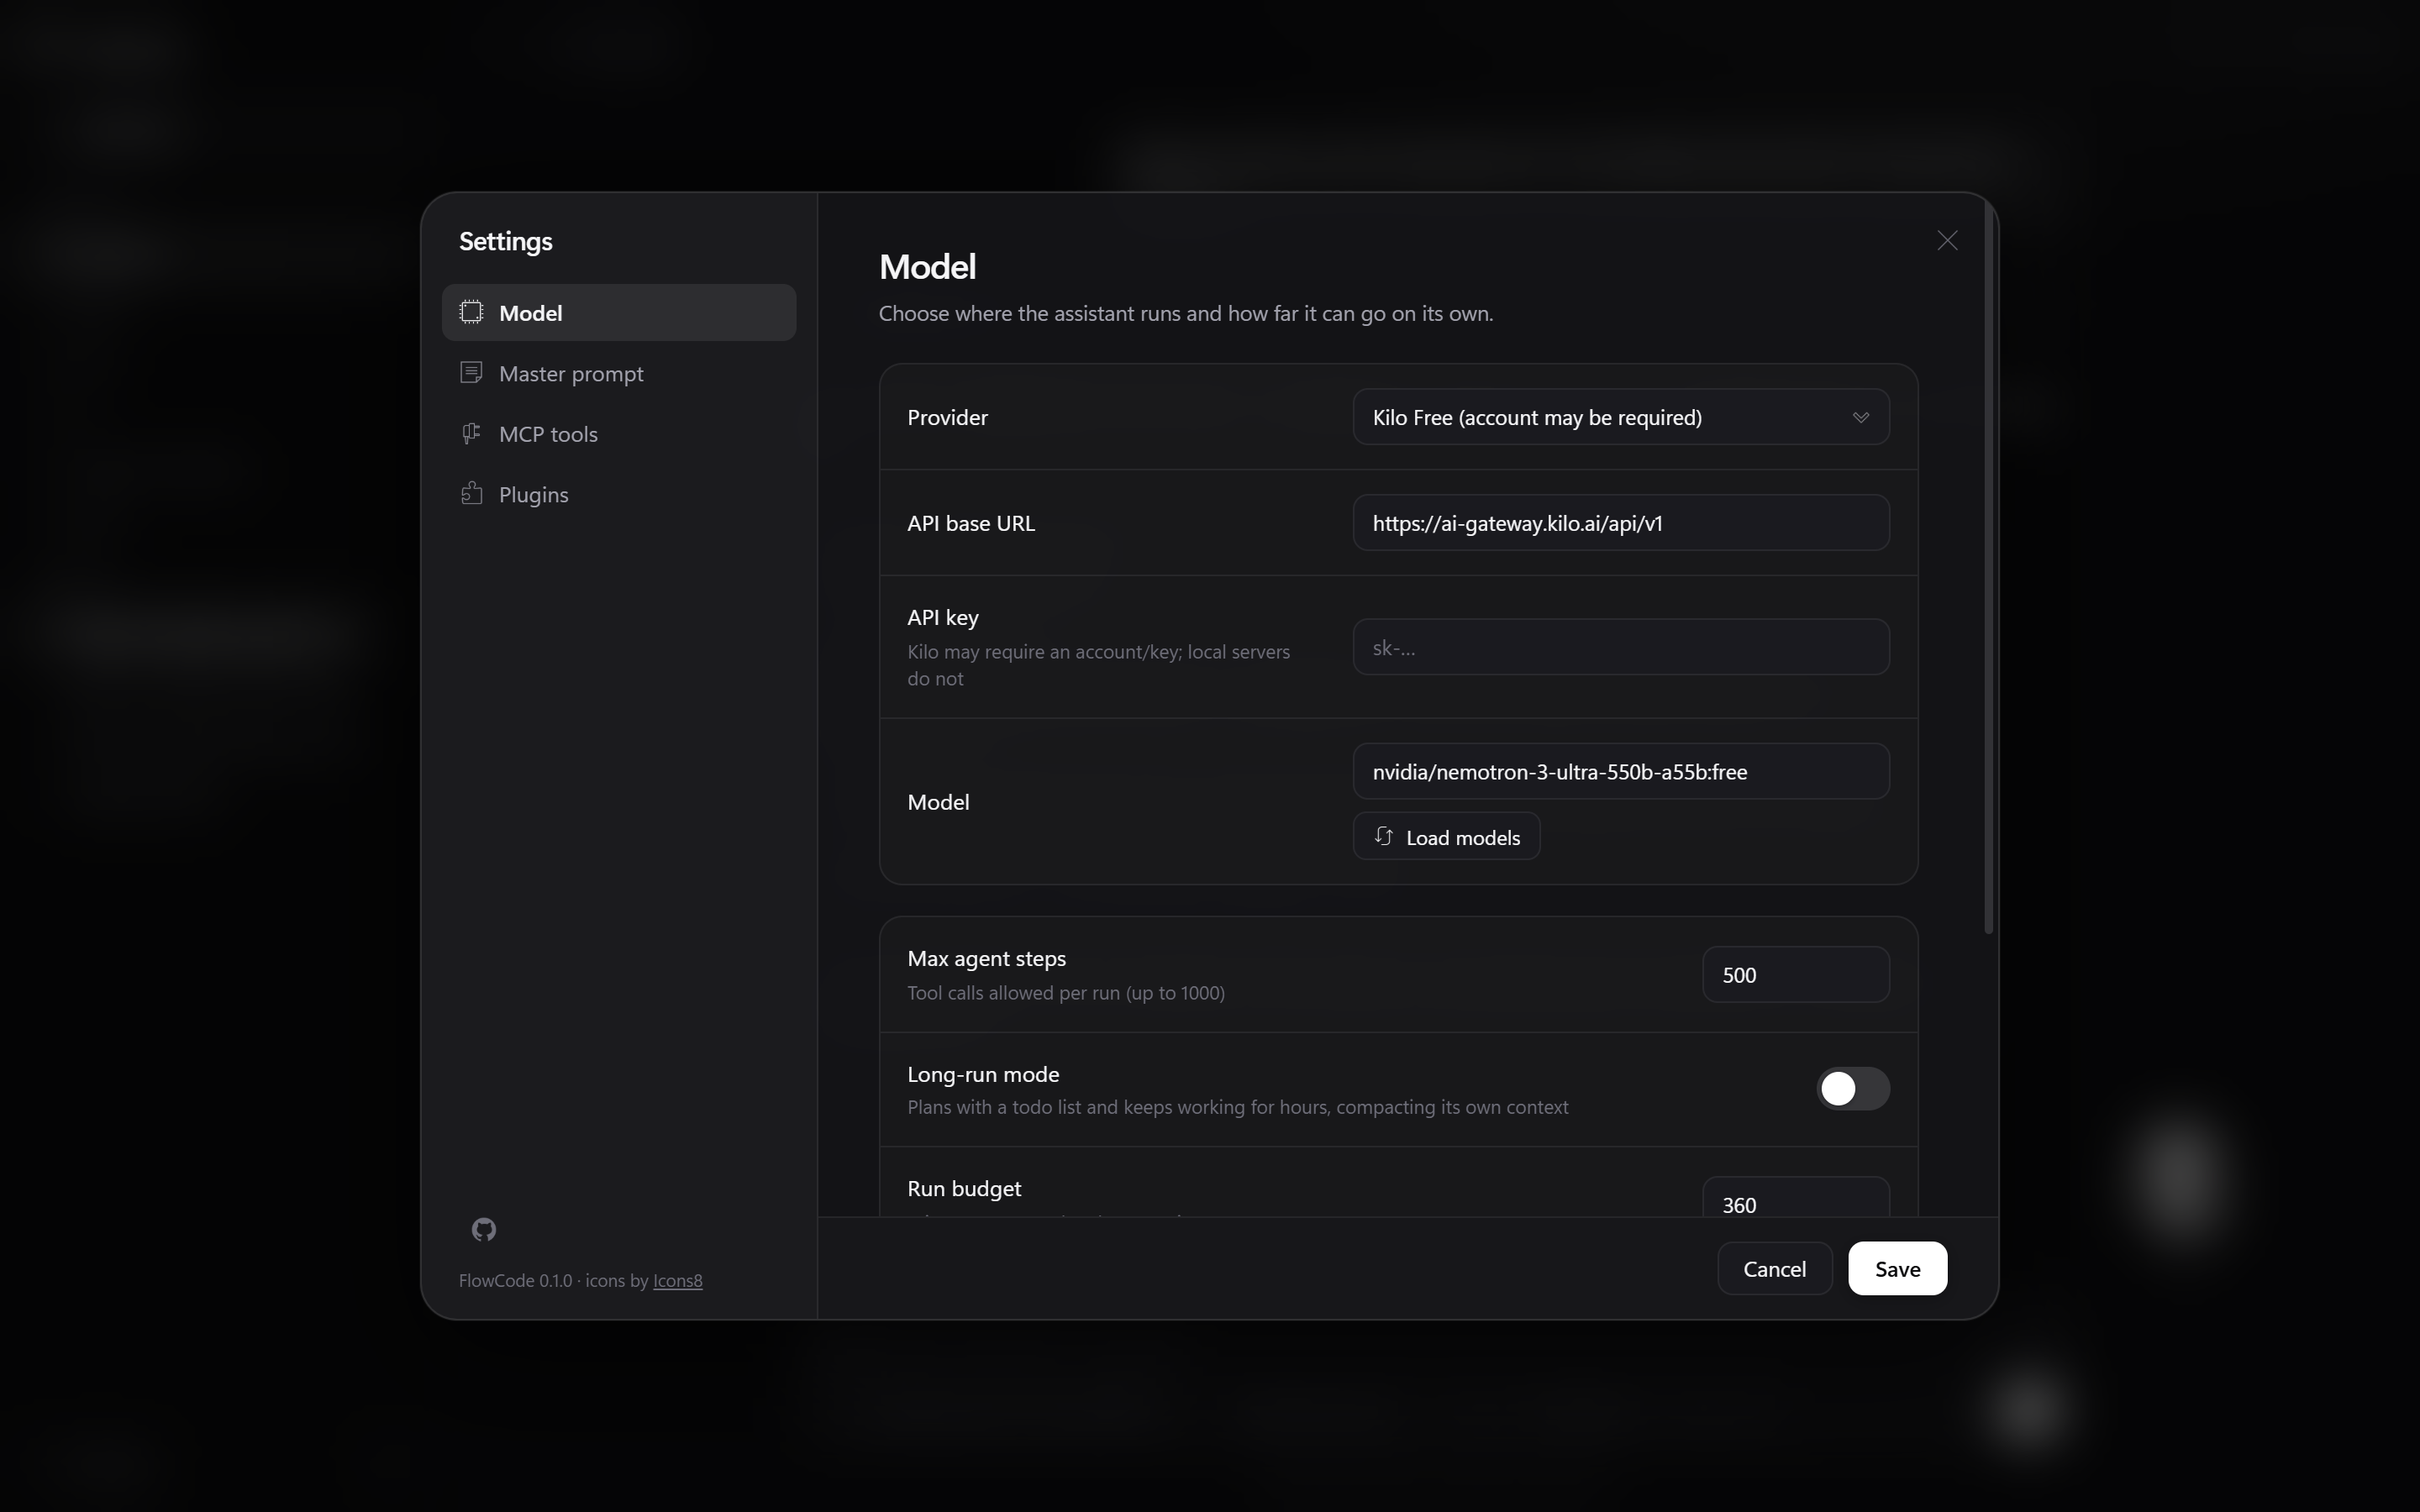 Settings
Model
Master prompt
MCP tools
Plugins
FlowCode 0.1.0 · icons by Icons8
Model
Choose where the assistant runs and how far it can go on its own.
Provider
Kilo Free (account may be required)
API base URL
https://ai-gateway.kilo.ai/api/v1
API key
Kilo may require an account/key; local servers
do not
sk-...
Model
nvidia/nemotron-3-ultra-550b-a55b:free
Load models
Max agent steps
Tool calls allowed per run (up to 1000)
500
Long-run mode
Plans with a todo list and keeps working for hours, compacting its own context
Run budget
360
Cancel
Save